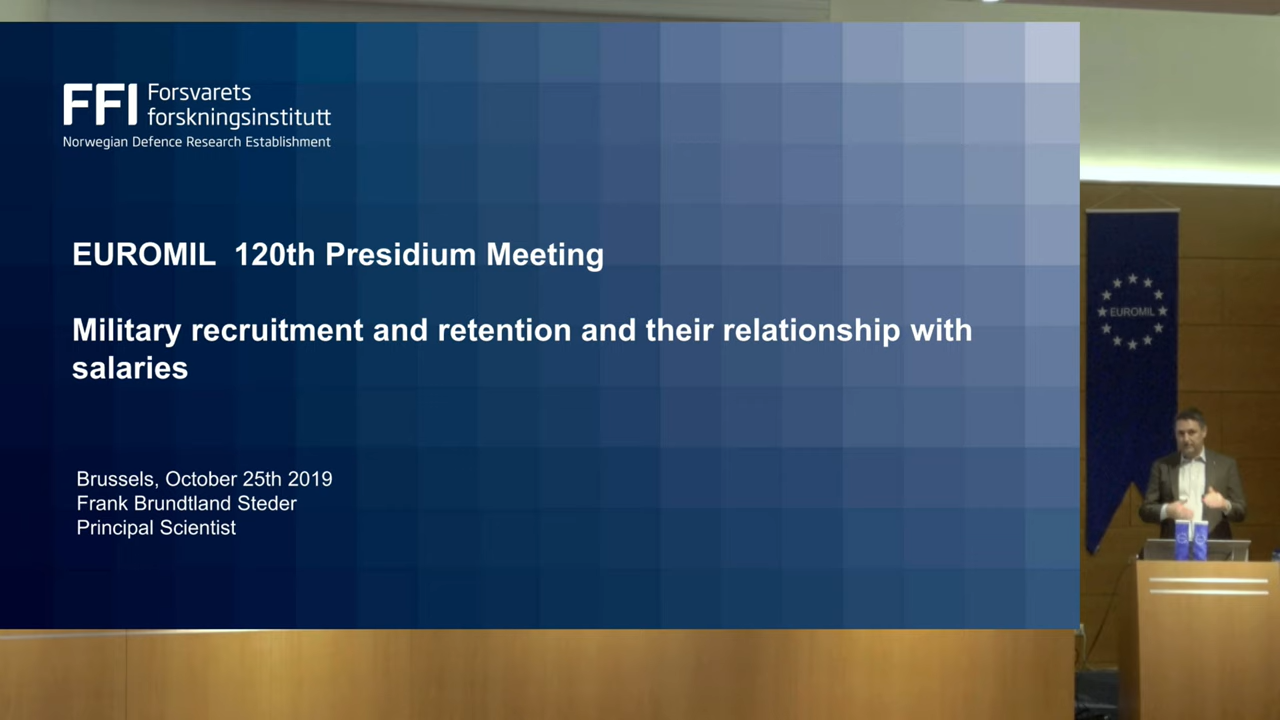 FFI Forsvarets
forskningsinstitutt
Norwegian Defence Research Establishment
EUROMIL 120th Presidium Meeting
Military recruitment and retention and their relationship with
salaries
Brussels, October 25th 2019
Frank Brundtland Steder
Principal Scientist
EUROMIL